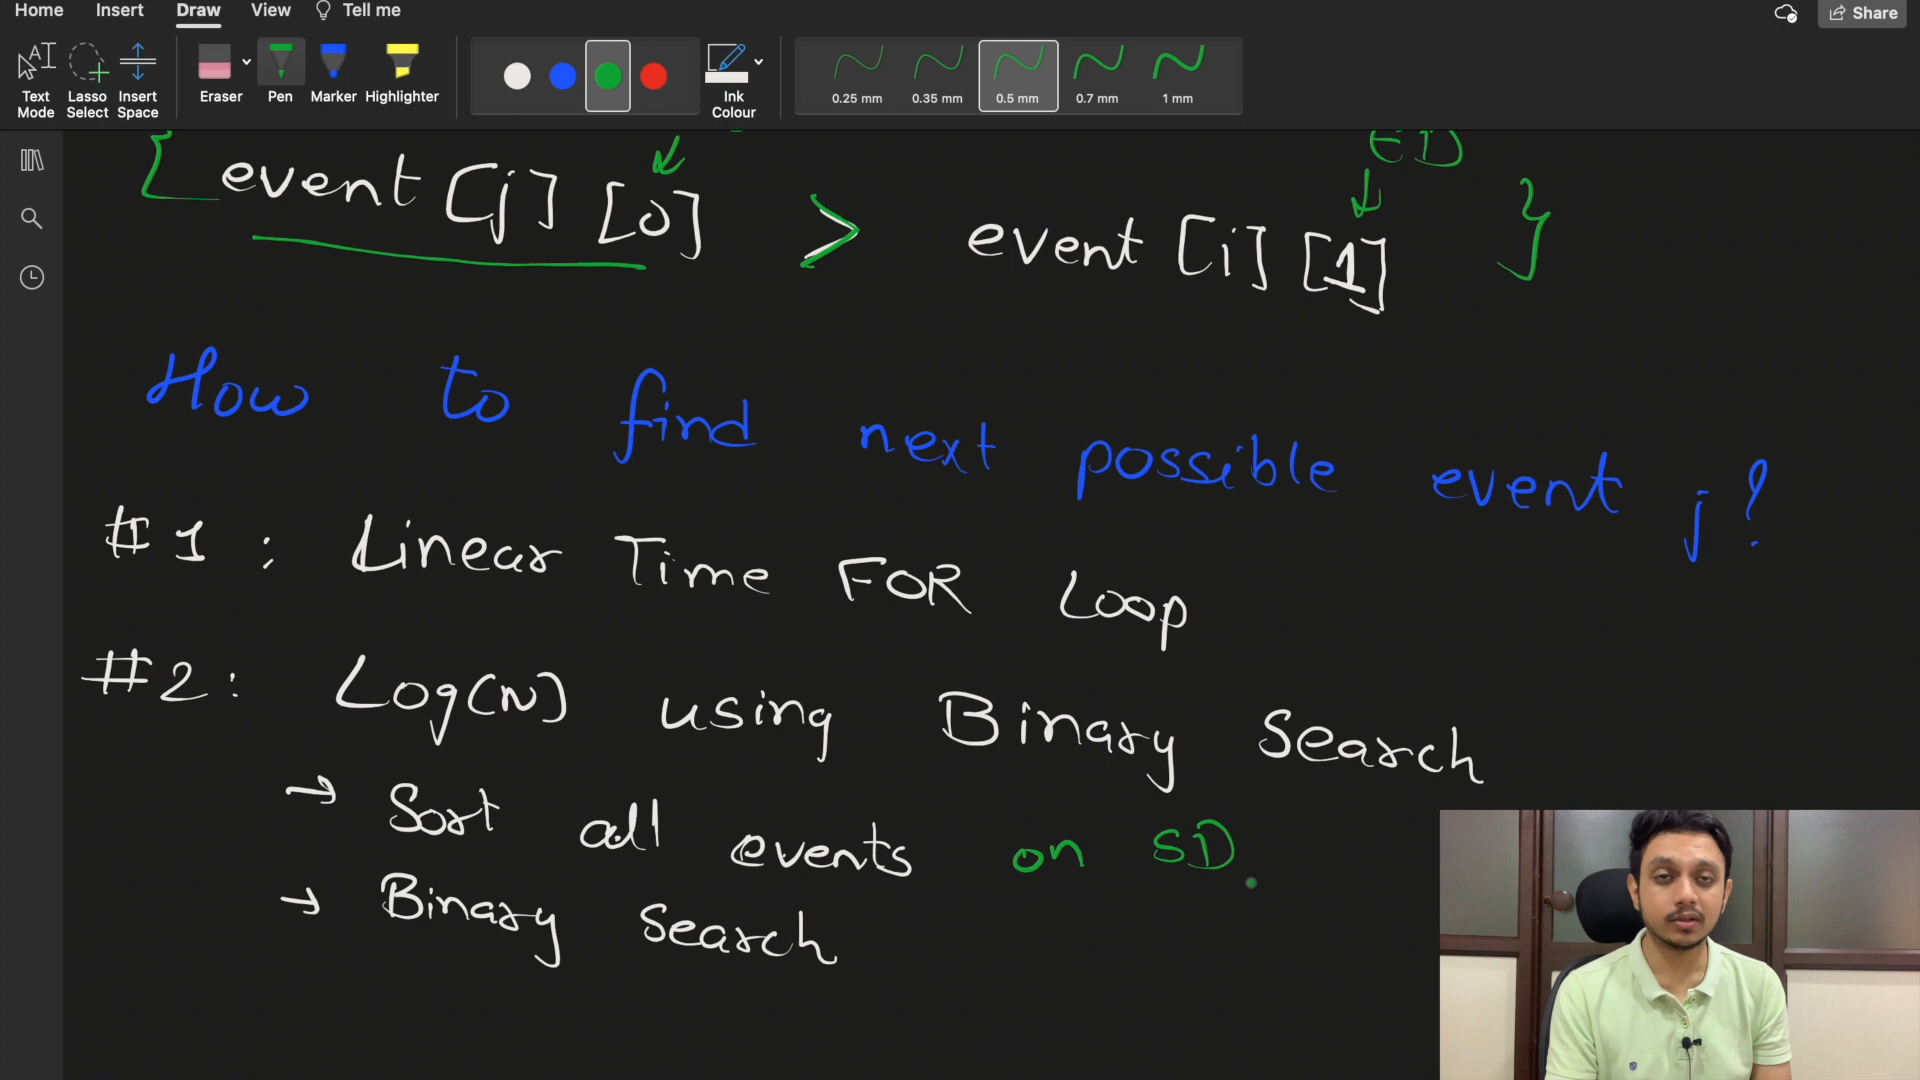 Home Insert Draw View Tell me Share
Text Mode Lasso Select Insert Space Eraser Pen Marker Highlighter Ink Colour 0.25 mm 0.35 mm 0.5 mm 0.7 mm 1 mm
ED
{ event [j] [0] > event [i] [1] }
How to find next possible event j?
#1 : Linear Time FOR Loop
#2 : Log(N) using Binary Search
→ Sort all events on SD.
→ Binary Search